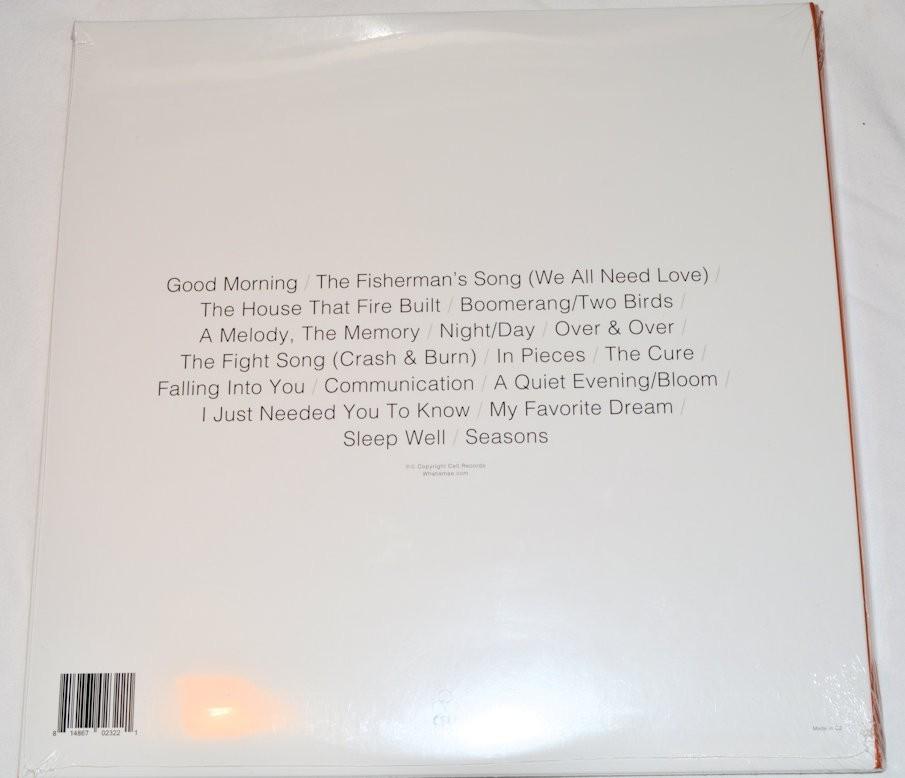 Good Morning / The Fisherman's Song (We All Need Love) /
The House That Fire Built / Boomerang/Two Birds /
A Melody, The Memory / Night/Day / Over & Over /
The Fight Song (Crash & Burn) / In Pieces / The Cure /
Falling Into You / Communication / A Quiet Evening/Bloom /
I Just Needed You To Know / My Favorite Dream /
Sleep Well / Seasons
℗© Copyright Cell Records
Whatismae.com
8 14867 02322 1
Made in CZ